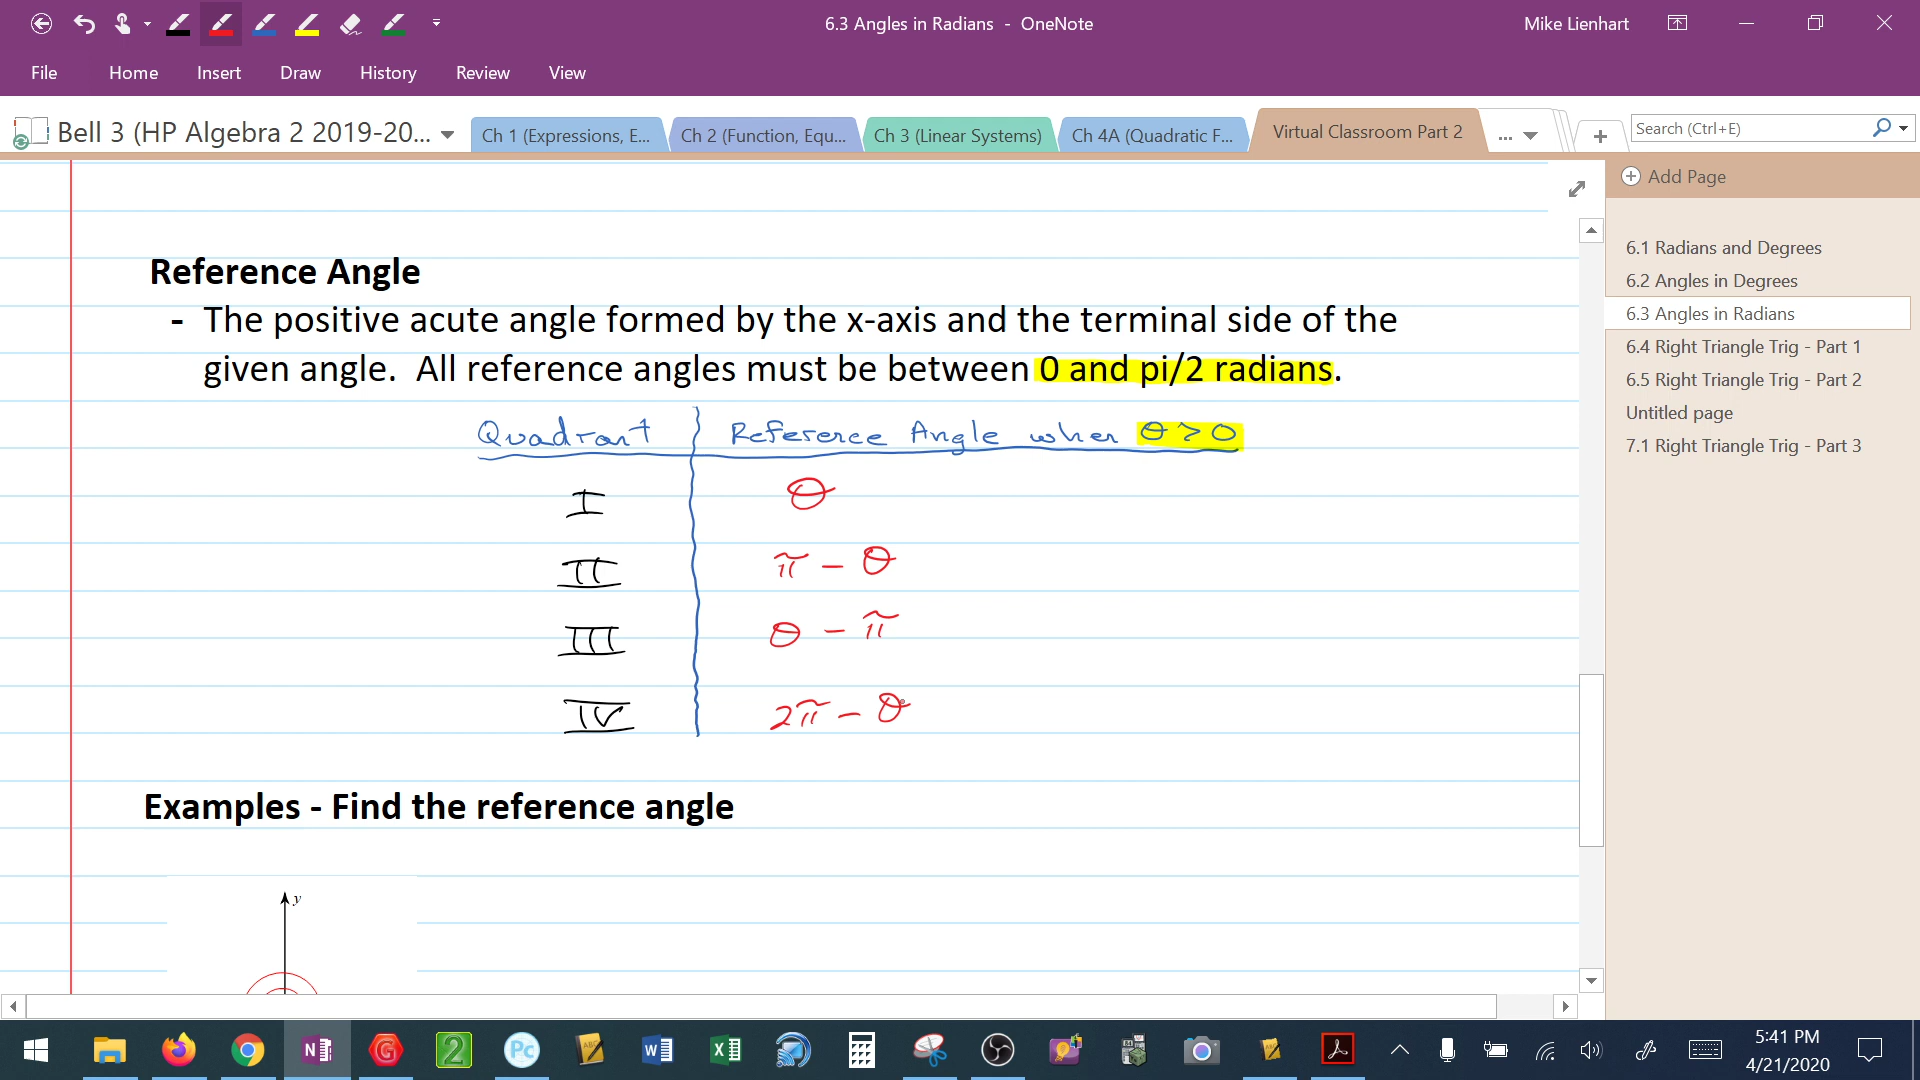 6.3 Angles in Radians - OneNote
Mike Lienhart
File Home Insert Draw History Review View
Bell 3 (HP Algebra 2 2019-20...
Ch 1 (Expressions, E...
Ch 2 (Function, Equ...
Ch 3 (Linear Systems)
Ch 4A (Quadratic F...
Virtual Classroom Part 2
...
+
Search (Ctrl+E)
Add Page
6.1 Radians and Degrees
6.2 Angles in Degrees
6.3 Angles in Radians
6.4 Right Triangle Trig - Part 1
6.5 Right Triangle Trig - Part 2
Untitled page
7.1 Right Triangle Trig - Part 3
Reference Angle
- The positive acute angle formed by the x-axis and the terminal side of the
given angle.  All reference angles must be between 0 and pi/2 radians.
Quadrant Reference Angle when θ > 0
I θ
II π - θ
III θ - π
IV 2π - θ
Examples - Find the reference angle
y
5:41 PM
4/21/2020